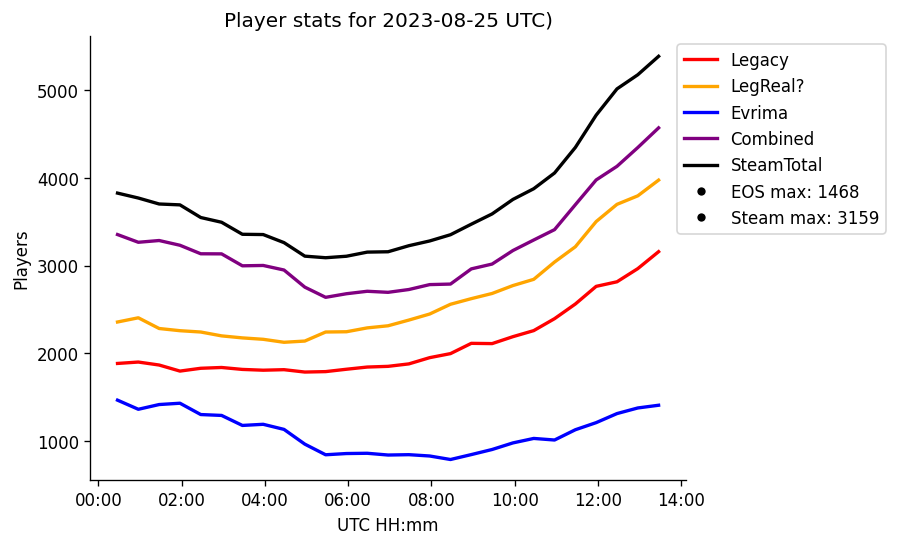 Player stats for 2023-08-25 UTC)
Legacy
LegReal?
Evrima
Combined
SteamTotal
EOS max: 1468
Steam max: 3159
Players
5000
4000
3000
2000
1000
00:00 02:00 04:00 06:00 08:00 10:00 12:00 14:00
UTC HH:mm